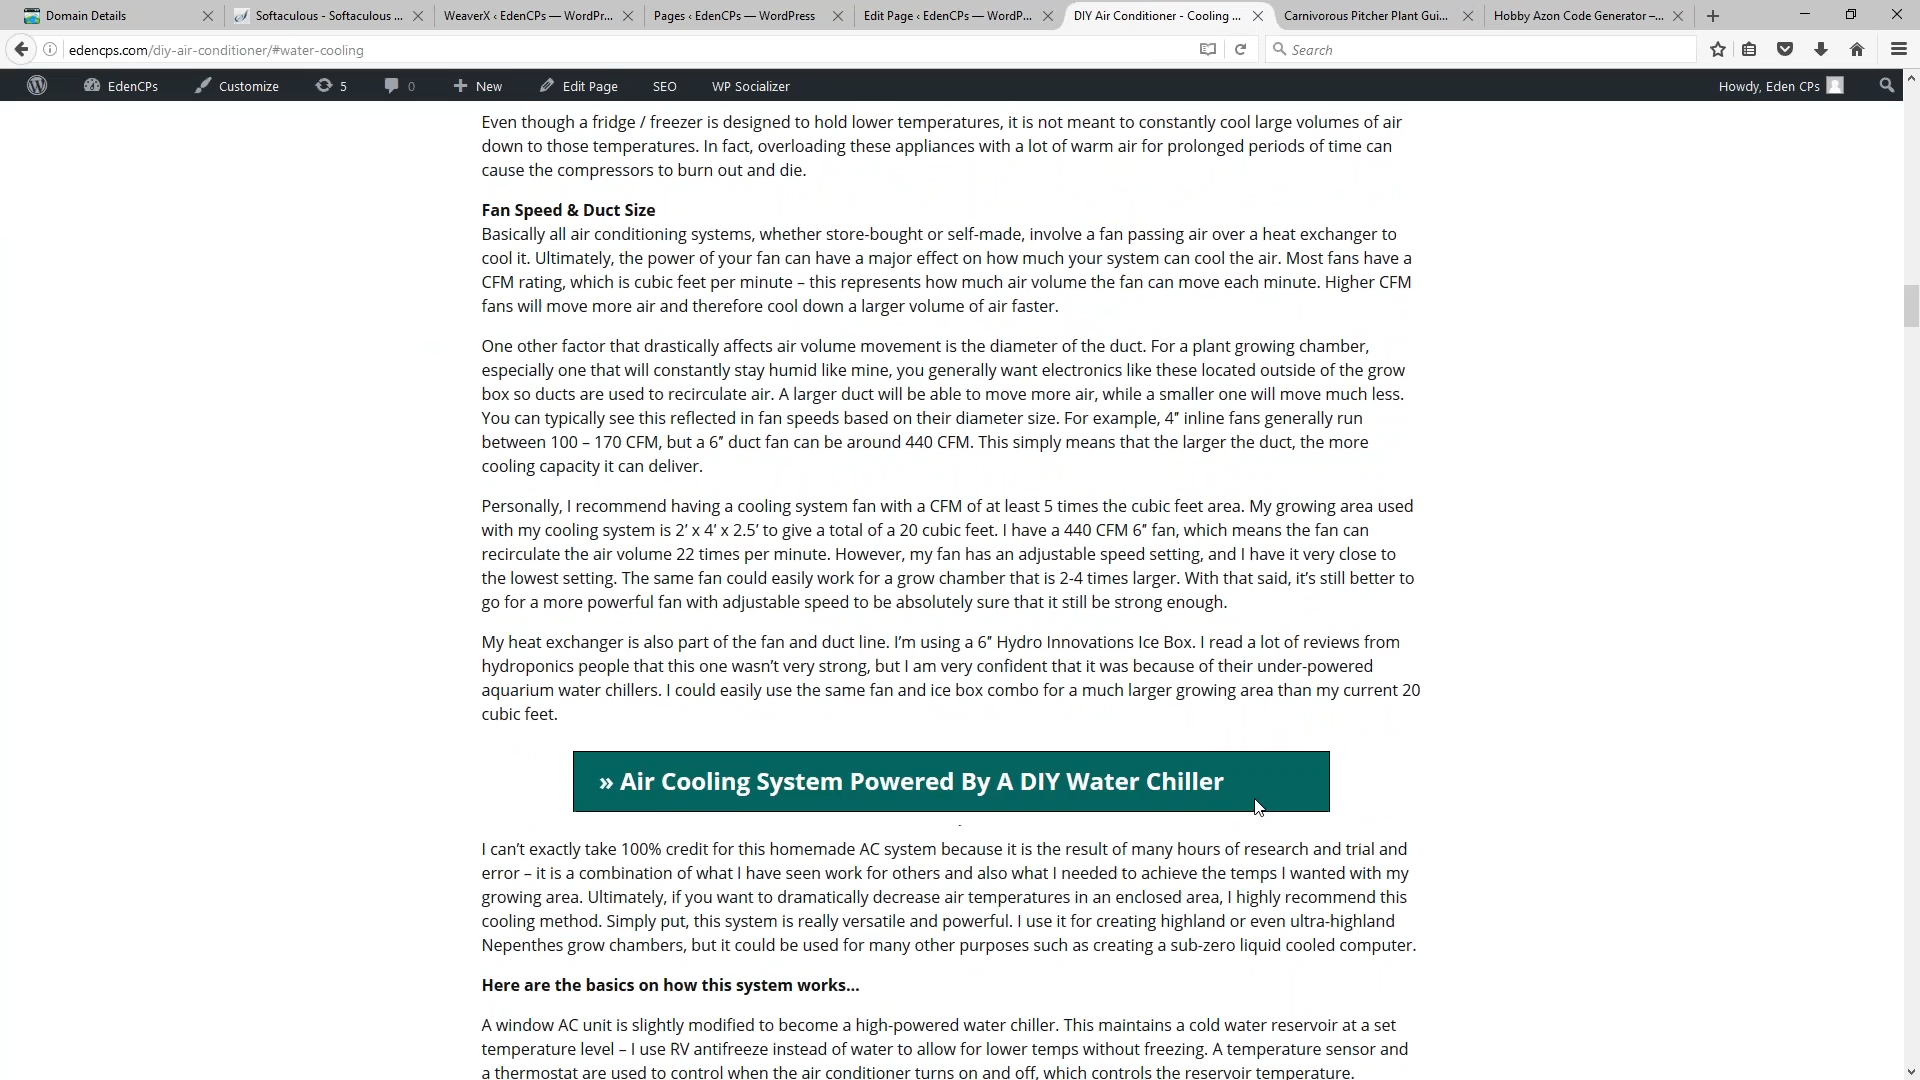 Domain Details
Softaculous - Softaculous ...
WeaverX ‹ EdenCPs — WordPr...
Pages ‹ EdenCPs — WordPress
Edit Page ‹ EdenCPs — WordP...
DIY Air Conditioner - Cooling ...
Carnivorous Pitcher Plant Gui...
Hobby Azon Code Generator –...
edencps.com/diy-air-conditioner/#water-cooling
Search
EdenCPs
Customize
5
0
New
Edit Page
SEO
WP Socializer
Howdy, Eden CPs
Even though a fridge / freezer is designed to hold lower temperatures, it is not meant to constantly cool large volumes of air
down to those temperatures. In fact, overloading these appliances with a lot of warm air for prolonged periods of time can
cause the compressors to burn out and die.
Fan Speed & Duct Size
Basically all air conditioning systems, whether store-bought or self-made, involve a fan passing air over a heat exchanger to
cool it. Ultimately, the power of your fan can have a major effect on how much your system can cool the air. Most fans have a
CFM rating, which is cubic feet per minute – this represents how much air volume the fan can move each minute. Higher CFM
fans will move more air and therefore cool down a larger volume of air faster.
One other factor that drastically affects air volume movement is the diameter of the duct. For a plant growing chamber,
especially one that will constantly stay humid like mine, you generally want electronics like these located outside of the grow
box so ducts are used to recirculate air. A larger duct will be able to move more air, while a smaller one will move much less.
You can typically see this reflected in fan speeds based on their diameter size. For example, 4″ inline fans generally run
between 100 – 170 CFM, but a 6″ duct fan can be around 440 CFM. This simply means that the larger the duct, the more
cooling capacity it can deliver.
Personally, I recommend having a cooling system fan with a CFM of at least 5 times the cubic feet area. My growing area used
with my cooling system is 2′ x 4′ x 2.5′ to give a total of a 20 cubic feet. I have a 440 CFM 6″ fan, which means the fan can
recirculate the air volume 22 times per minute. However, my fan has an adjustable speed setting, and I have it very close to
the lowest setting. The same fan could easily work for a grow chamber that is 2-4 times larger. With that said, it’s still better to
go for a more powerful fan with adjustable speed to be absolutely sure that it still be strong enough.
My heat exchanger is also part of the fan and duct line. I’m using a 6″ Hydro Innovations Ice Box. I read a lot of reviews from
hydroponics people that this one wasn’t very strong, but I am very confident that it was because of their under-powered
aquarium water chillers. I could easily use the same fan and ice box combo for a much larger growing area than my current 20
cubic feet.
» Air Cooling System Powered By A DIY Water Chiller
I can’t exactly take 100% credit for this homemade AC system because it is the result of many hours of research and trial and
error – it is a combination of what I have seen work for others and also what I needed to achieve the temps I wanted with my
growing area. Ultimately, if you want to dramatically decrease air temperatures in an enclosed area, I highly recommend this
cooling method. Simply put, this system is really versatile and powerful. I use it for creating highland or even ultra-highland
Nepenthes grow chambers, but it could be used for many other purposes such as creating a sub-zero liquid cooled computer.
Here are the basics on how this system works…
A window AC unit is slightly modified to become a high-powered water chiller. This maintains a cold water reservoir at a set
temperature level – I use RV antifreeze instead of water to allow for lower temps without freezing. A temperature sensor and
a thermostat are used to control when the air conditioner turns on and off, which controls the reservoir temperature.